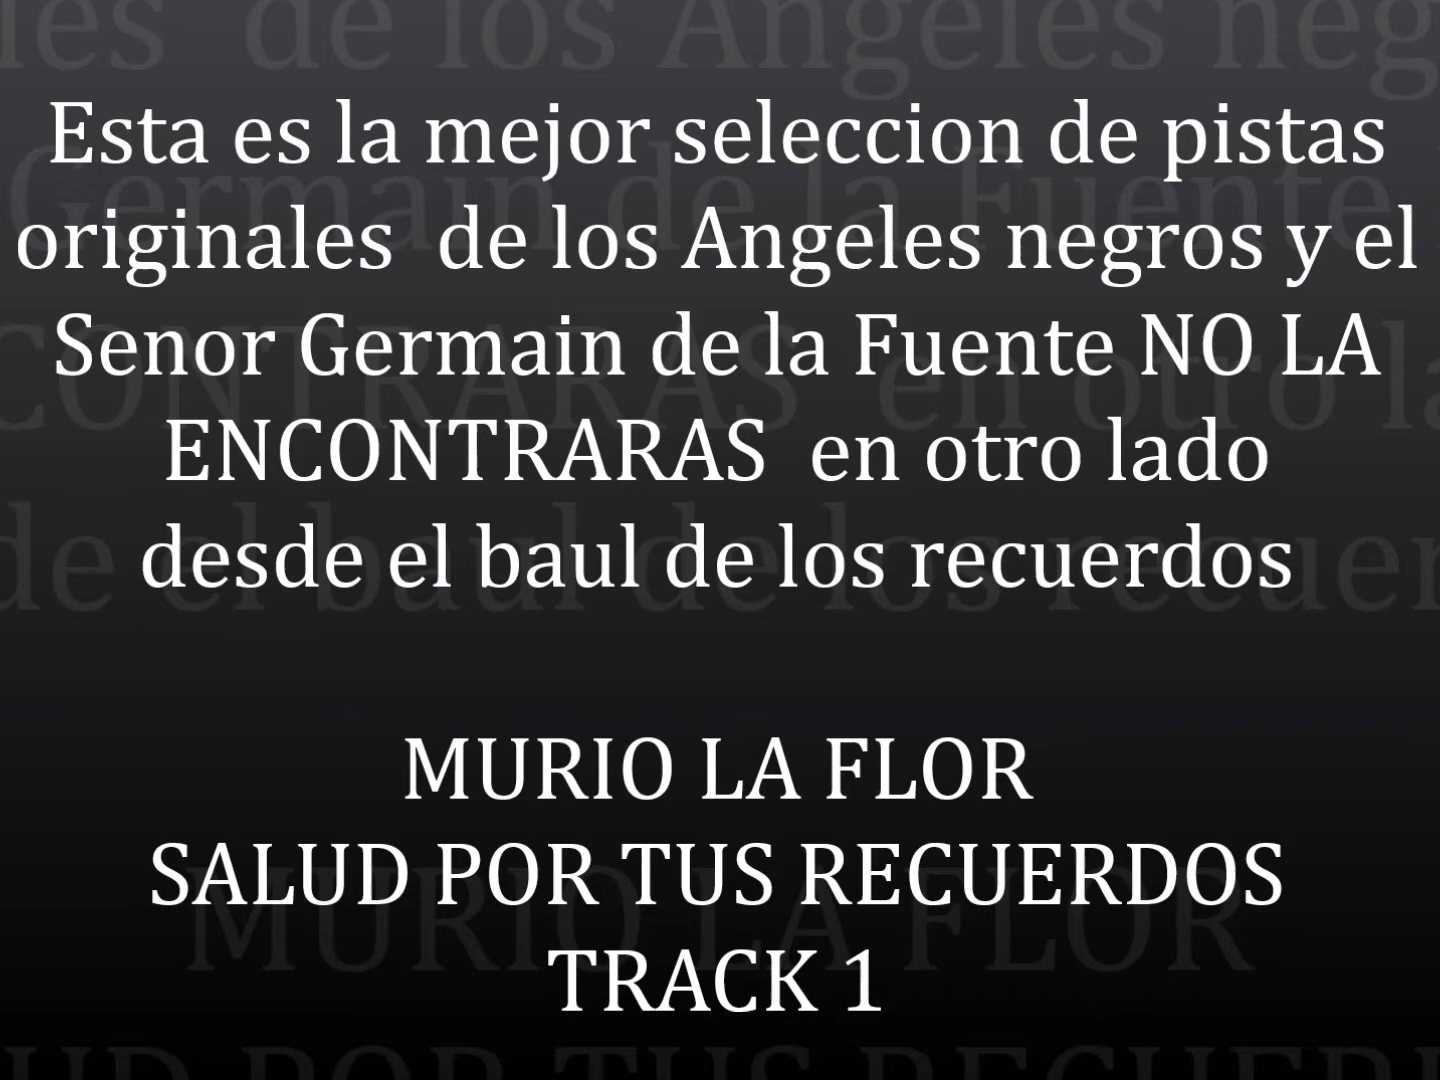 Esta es la mejor seleccion de pistas
originales  de los Angeles negros y el
Senor Germain de la Fuente NO LA
ENCONTRARAS  en otro lado
desde el baul de los recuerdos
MURIO LA FLOR
SALUD POR TUS RECUERDOS
TRACK 1